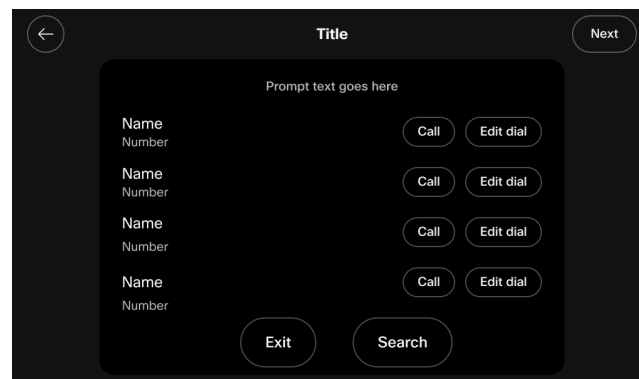 Title
Next
Prompt text goes here
Name
Number
Call
Edit dial
Name
Number
Call
Edit dial
Name
Number
Call
Edit dial
Name
Number
Call
Edit dial
Exit
Search